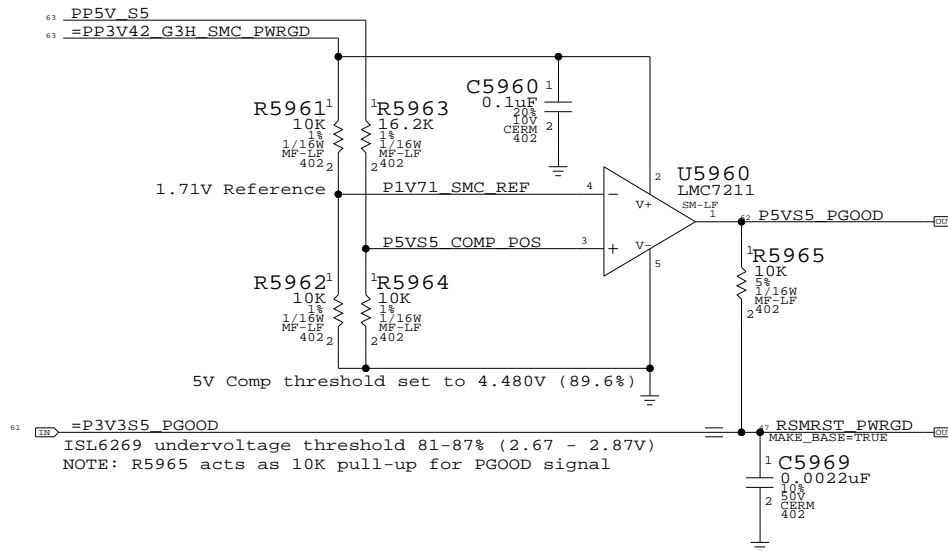 63 PP5V_S5
63 =PP3V42_G3H_SMC_PWRGD
R5961
1
10K
1%
1/16W
MF-LF
402
2
R5963
1
16.2K
1%
1/16W
MF-LF
402
2
C5960
1
0.1uF
20%
10V
CERM
402
2
1.71V Reference
P1V71_SMC_REF
4
P5VS5_COMP_POS
3
U5960
LMC7211
SM-LF
2
V+
V-
5
1
62
P5VS5_PGOOD
OU
R5962
1
10K
1%
1/16W
MF-LF
402
2
R5964
1
10K
1%
1/16W
MF-LF
402
2
R5965
1
10K
5%
1/16W
MF-LF
402
2
5V Comp threshold set to 4.480V (89.6%)
61 IN =P3V3S5_PGOOD
47 RSMRST_PWRGD
OU
MAKE_BASE=TRUE
ISL6269 undervoltage threshold 81-87% (2.67 - 2.87V)
NOTE: R5965 acts as 10K pull-up for PGOOD signal
C5969
1
0.0022uF
10%
50V
CERM
402
2